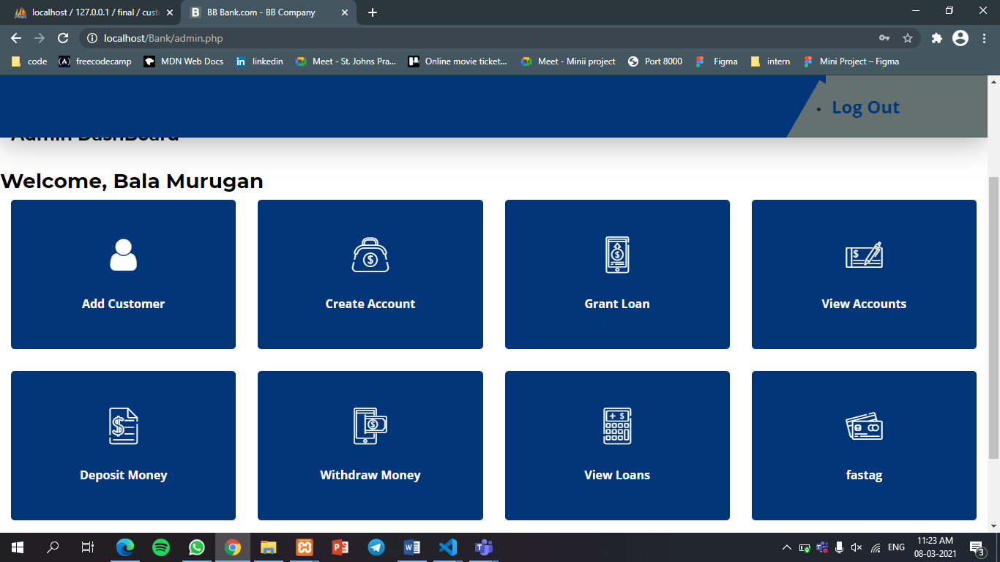 localhost / 127.0.0.1 / final / cust
BB Bank.com - BB Company
localhost/Bank/admin.php
code
freecodecamp
MDN Web Docs
linkedin
Meet - St. Johns Pra...
Online movie ticket...
Meet - Minii project
Port 8000
Figma
intern
Mini Project – Figma
Log Out
Admin DashBoard
Welcome, Bala Murugan
Add Customer
Create Account
Grant Loan
View Accounts
Deposit Money
Withdraw Money
View Loans
fastag
ENG
11:23 AM
08-03-2021
3